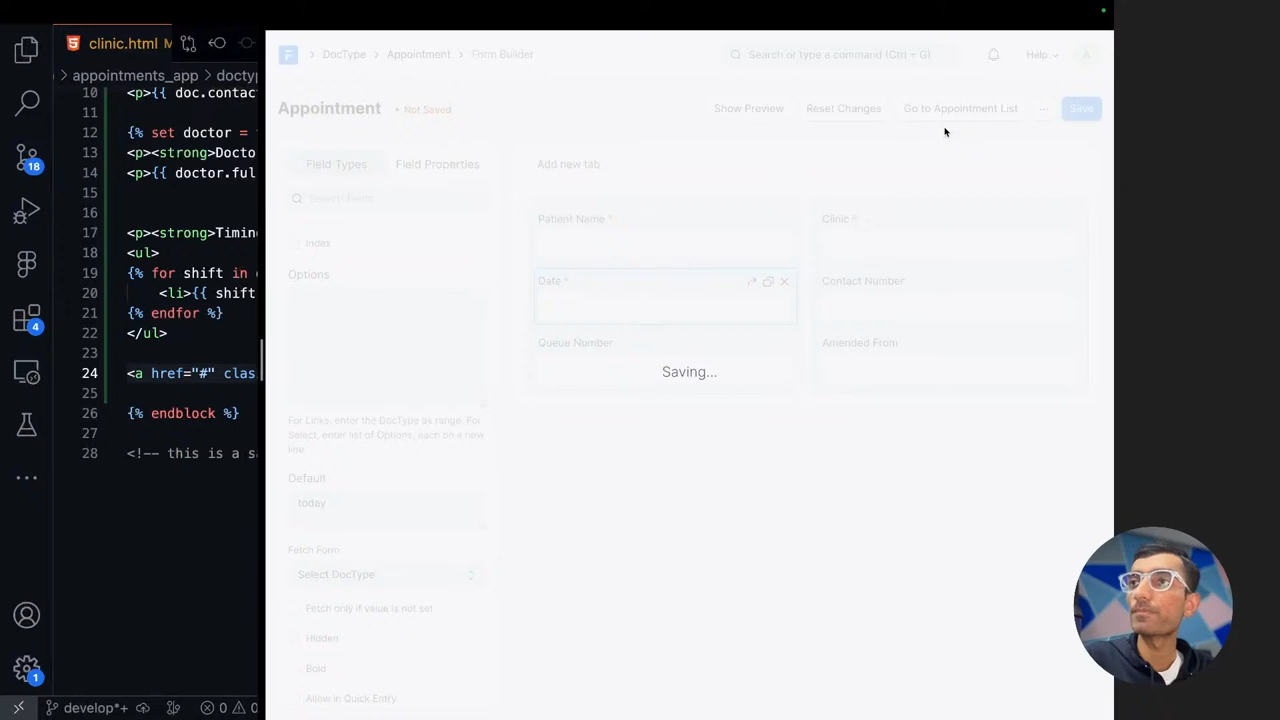 clinic.html M
appointments_app > docty
10 <p>{{ doc.contac
11
12 {% set doctor =
13 <p><strong>Docto
14 <p>{{ doctor.ful
15
16
17 <p><strong>Timin
18 <ul>
19 {% for shift in
20 <li>{{ shift
21 {% endfor %}
22 </ul>
23
24 <a href="#" clas
25
26 {% endblock %}
27
28 <!-- this is a s
18
4
1
develop*+ 0 0
DocType > Appointment > Form Builder
Search or type a command (Ctrl + G)
Help
A
Appointment • Not Saved
Show Preview
Reset Changes
Go to Appointment List
...
Save
Field Types
Field Properties
Search fields
Index
Options
For Links, enter the DocType as range. For
Select, enter list of Options, each on a new
line.
Default
today
Fetch Form
Select DocType
Fetch only if value is not set
Hidden
Bold
Allow in Quick Entry
Add new tab
Patient Name *
Clinic *
Date *
Contact Number
Queue Number
Amended From
Saving...